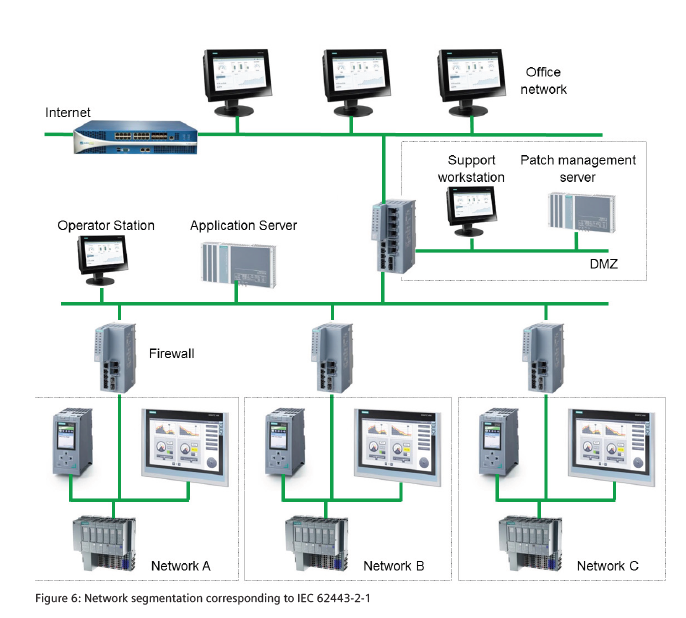 Office
network
Internet
Support
workstation
Patch management
server
Operator Station
Application Server
DMZ
Firewall
Network A
Network B
Network C
Figure 6: Network segmentation corresponding to IEC 62443-2-1